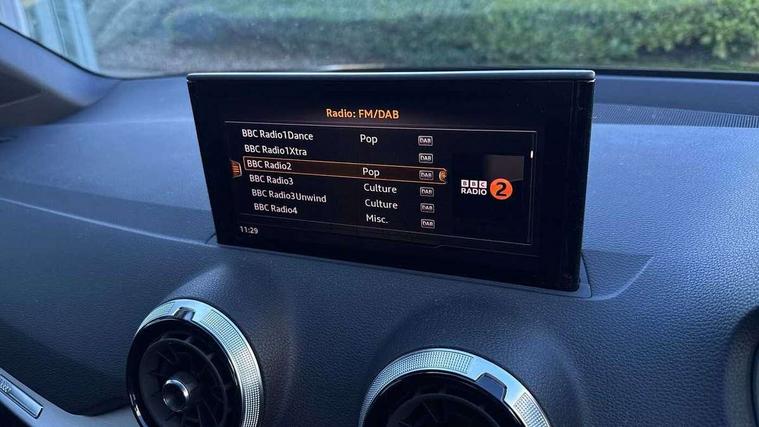 Radio: FM/DAB
BBC Radio1Dance Pop DAB
BBC Radio1Xtra DAB
BBC Radio2 Pop DAB
BBC Radio3 Culture DAB
BBC Radio3Unwind Culture DAB
BBC Radio4 Misc. DAB
BBC
RADIO 2
11:29